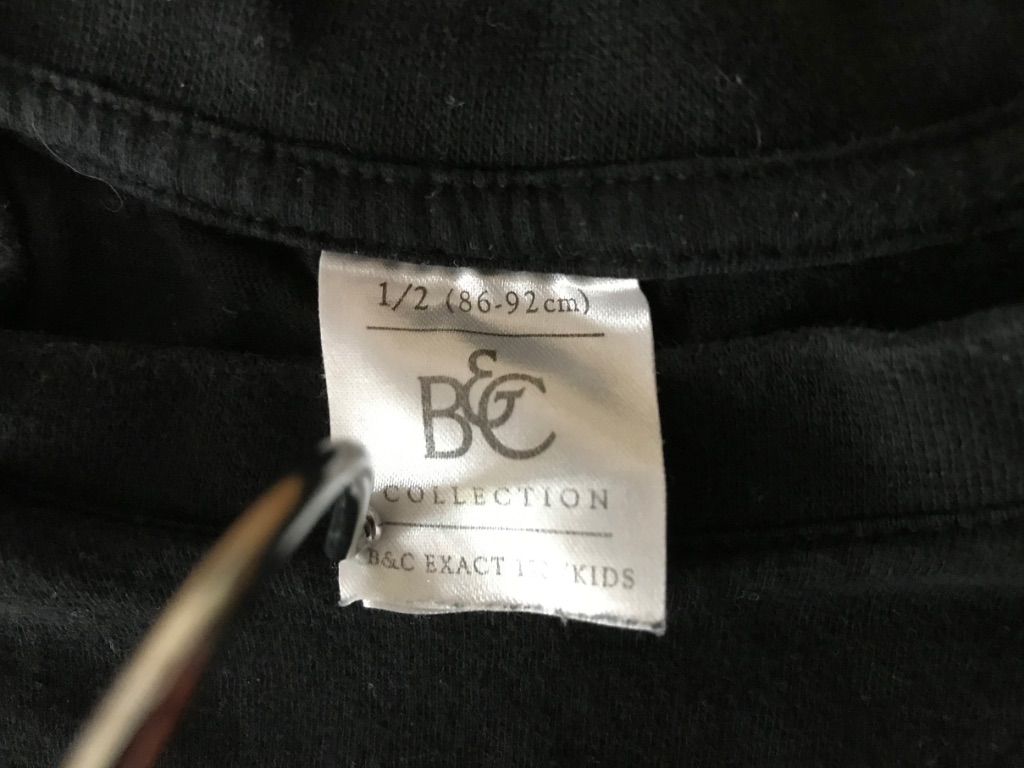 1/2 (86-92cm)
B&C
COLLECTION
B&C EXACT KIDS